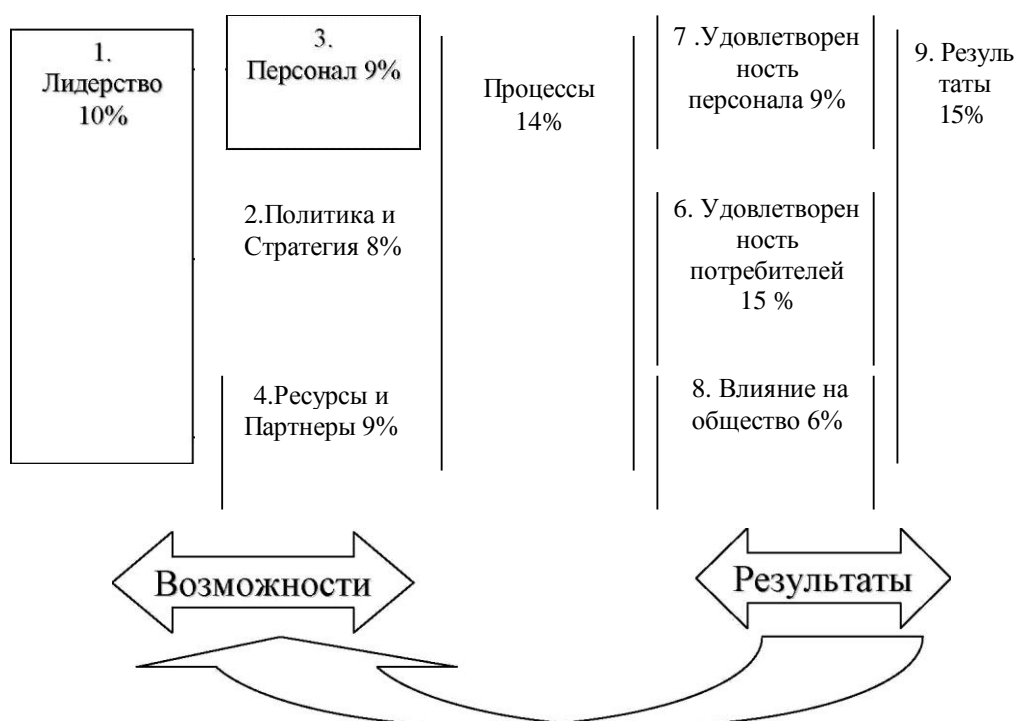 1.
Лидерство
10%
3.
Персонал 9%
2.Политика и
Стратегия 8%
4.Ресурсы и
Партнеры 9%
Процессы
14%
7 .Удовлетворен
ность
персонала 9%
6. Удовлетворен
ность
потребителей
15 %
8. Влияние на
общество 6%
9. Резуль
таты
15%
Возможности
Результаты